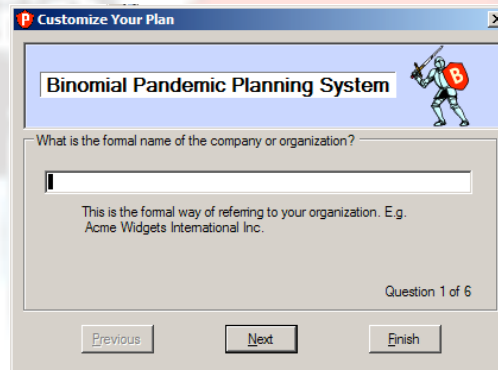 Customize Your Plan
Binomial Pandemic Planning System
B
What is the formal name of the company or organization?
This is the formal way of referring to your organization. E.g.
Acme Widgets International Inc.
Question 1 of 6
Previous Next Finish